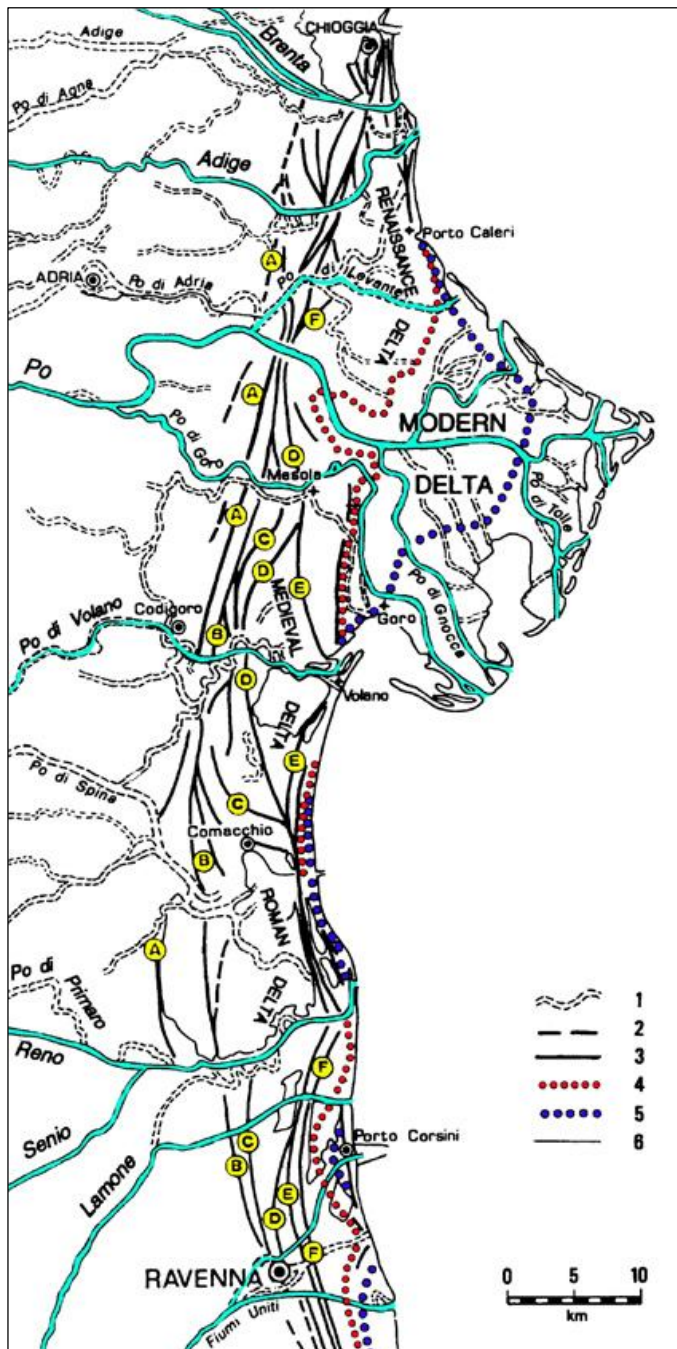 CHIOGGIA
Adige
Brenta
Po di Agne
Adige
RENAISSANCE
Porto Caleri
A
ADRIA
Po di Adria
Po di Levante
F
DELTA
Po
A
MODERN
Po di Goro
D
Mesola
DELTA
Po di Tolle
A
C
D
MEDIEVAL
E
Codigoro
Po di Volano
B
Goro
Po di Gnocca
D
Volano
DELTA
E
Po di Spina
C
Comacchio
B
ROMAN
A
Po di Primaro
DELTA
1
2
Reno
3
F
4
Senio
5
C
Porto Corsini
6
B
Lamone
E
D
F
RAVENNA
0 5 10
km
Fiumi Uniti